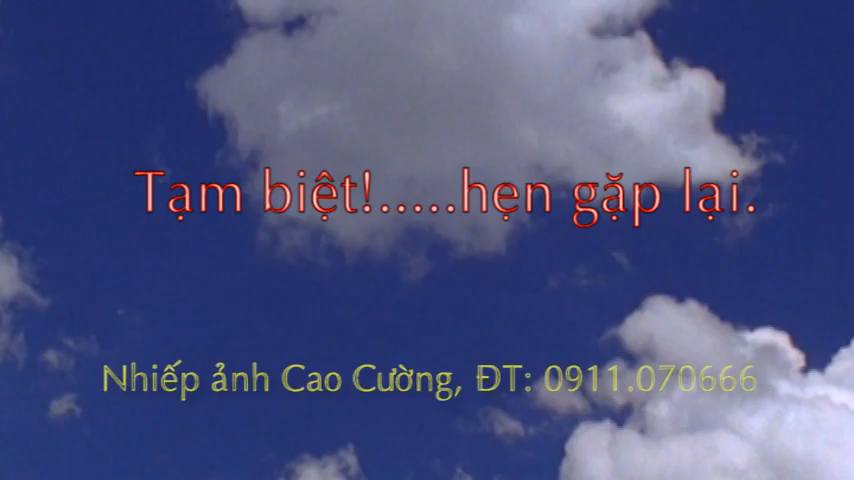 Tạm biệt!.....hẹn gặp lại.
Nhiếp ảnh Cao Cường, ĐT: 0911.070666